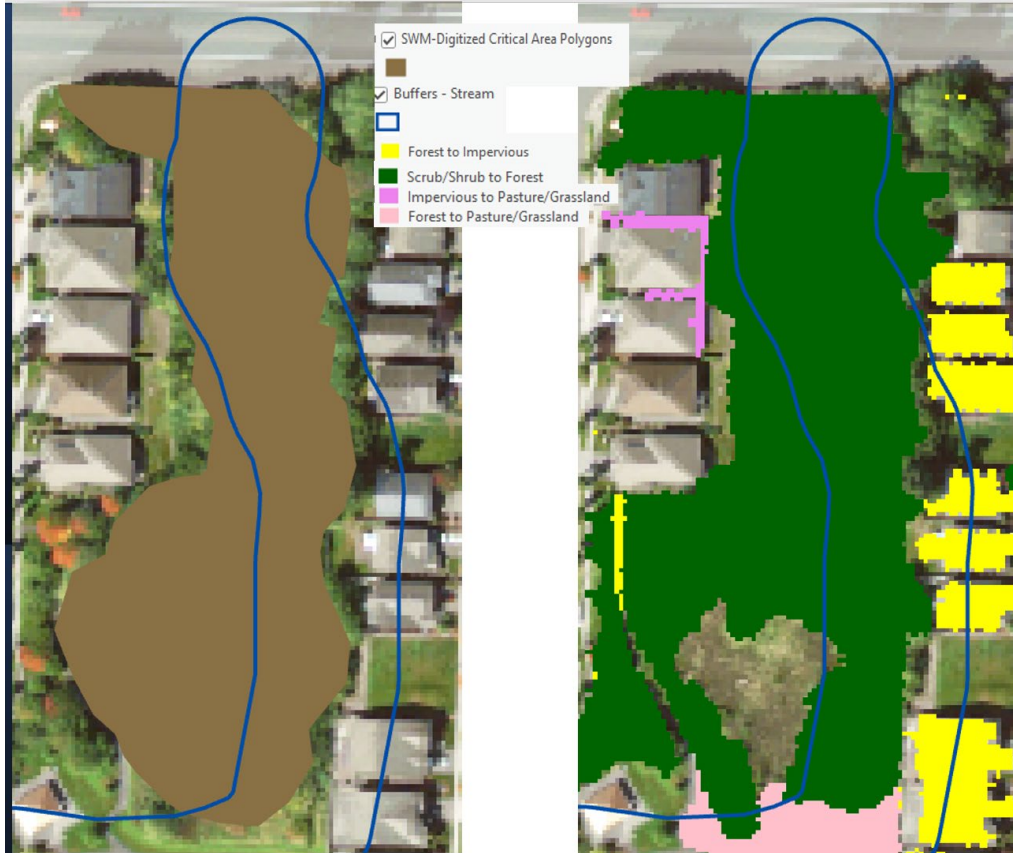 SWM-Digitized Critical Area Polygons
Buffers - Stream
Forest to Impervious
Scrub/Shrub to Forest
Impervious to Pasture/Grassland
Forest to Pasture/Grassland